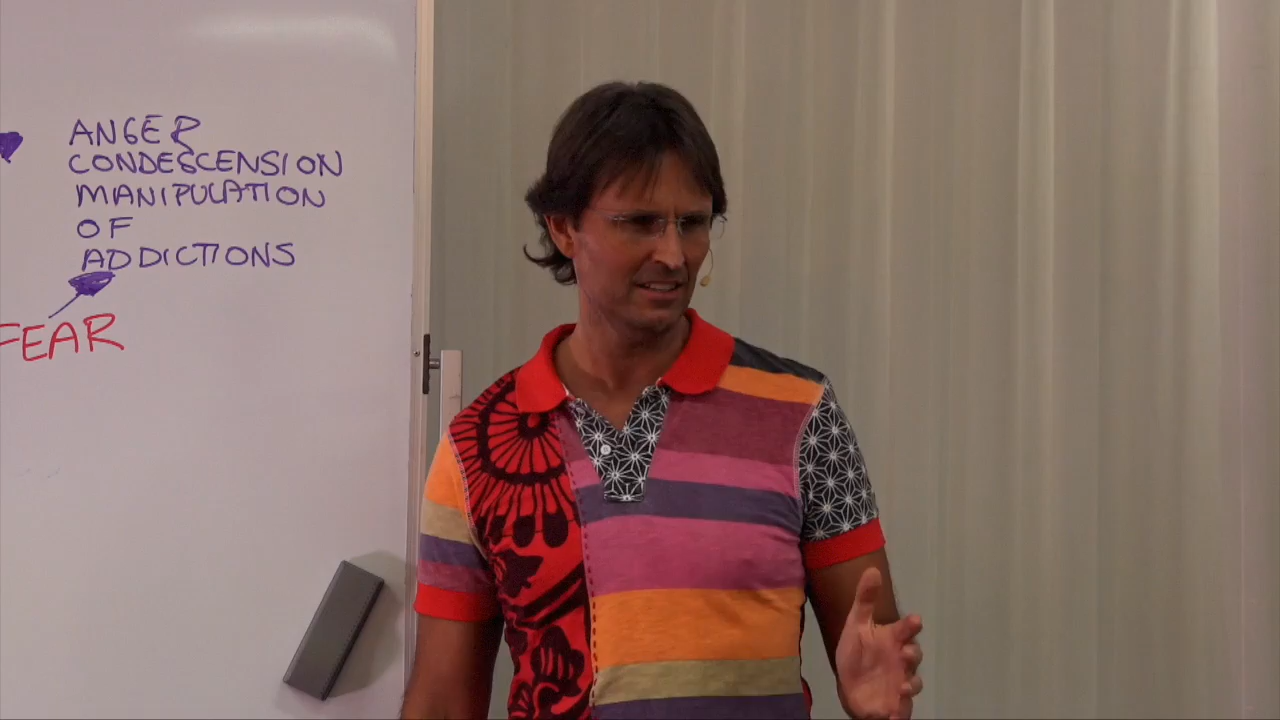 ANGER
CONDESCENSION
MANIPULATION
OF
ADDICTIONS
FEAR